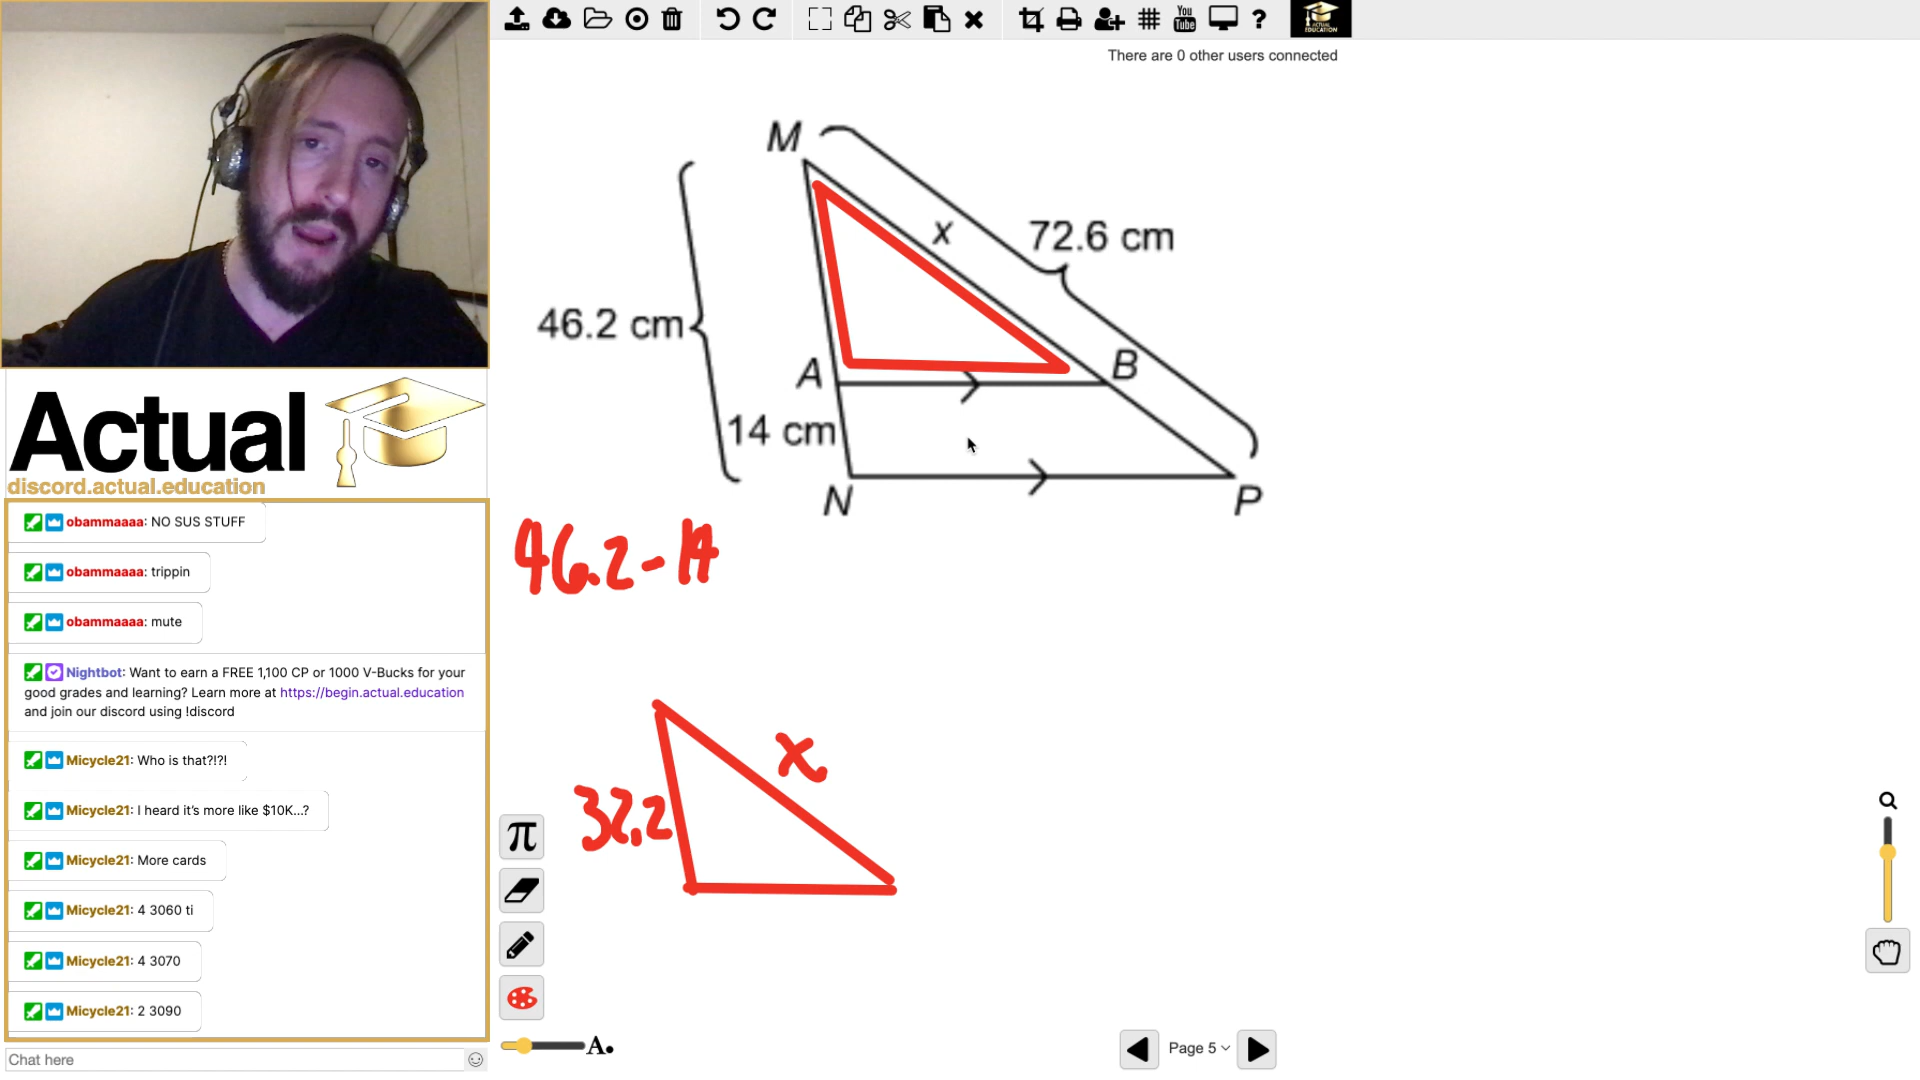 You
Tube
?
ACTUAL
EDUCATION
There are 0 other users connected
M
x
72.6 cm
46.2 cm
A
B
14 cm
N
P
46.2-14
x
32.2
Actual
discord.actual.education
obammaaaa: NO SUS STUFF
obammaaaa: trippin
obammaaaa: mute
Nightbot: Want to earn a FREE 1,100 CP or 1000 V-Bucks for your
good grades and learning? Learn more at https://begin.actual.education
and join our discord using !discord
Micycle21: Who is that?!?!
Micycle21: I heard it's more like $10K...?
Micycle21: More cards
Micycle21: 4 3060 ti
Micycle21: 4 3070
Micycle21: 2 3090
Chat here
π
A.
Page 5